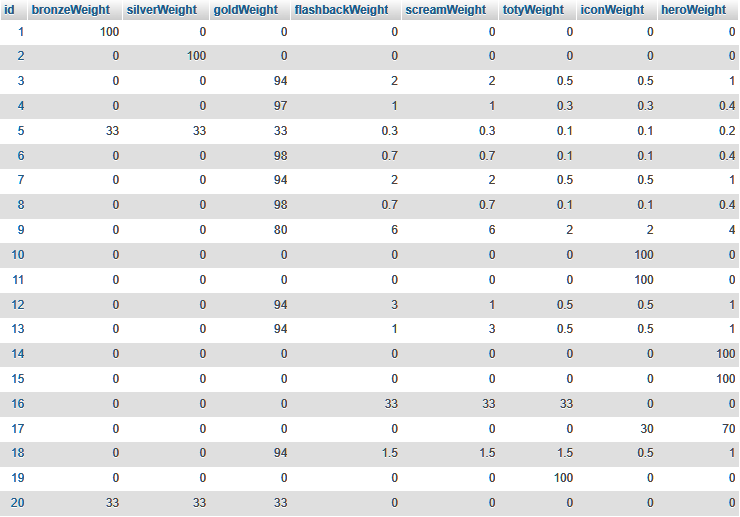 id bronzeWeight silverWeight goldWeight flashbackWeight screamWeight totyWeight iconWeight heroWeight
1 100 0 0 0 0 0 0 0
2 0 100 0 0 0 0 0 0
3 0 0 94 2 2 0.5 0.5 1
4 0 0 97 1 1 0.3 0.3 0.4
5 33 33 33 0.3 0.3 0.1 0.1 0.2
6 0 0 98 0.7 0.7 0.1 0.1 0.4
7 0 0 94 2 2 0.5 0.5 1
8 0 0 98 0.7 0.7 0.1 0.1 0.4
9 0 0 80 6 6 2 2 4
10 0 0 0 0 0 0 100 0
11 0 0 0 0 0 0 100 0
12 0 0 94 3 1 0.5 0.5 1
13 0 0 94 1 3 0.5 0.5 1
14 0 0 0 0 0 0 0 100
15 0 0 0 0 0 0 0 100
16 0 0 0 33 33 33 0 0
17 0 0 0 0 0 0 30 70
18 0 0 94 1.5 1.5 1.5 0.5 1
19 0 0 0 0 0 100 0 0
20 33 33 33 0 0 0 0 0